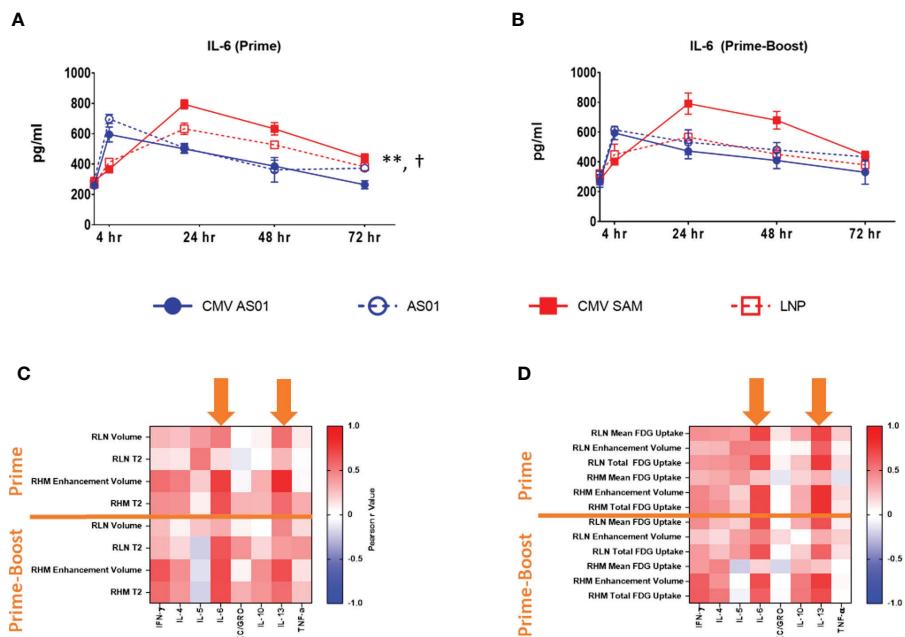 A
B
IL-6 (Prime)
IL-6 (Prime-Boost)
1000
800
600
400
200
0
pg/ml
4 hr
24 hr
48 hr
72 hr
**, †
1000
800
600
400
200
0
pg/ml
4 hr
24 hr
48 hr
72 hr
CMV AS01
AS01
CMV SAM
LNP
C
D
Prime
Prime-Boost
RLN Volume
RLN T2
RHM Enhancement Volume
RHM T2
RLN Volume
RLN T2
RHM Enhancement Volume
RHM T2
IFN-γ
IL-4
IL-5
IL-6
C/GRO-
IL-10
IL-13
TNF-α
1.0
0.5
0
-0.5
-1.0
Pearson r Value
Prime
Prime-Boost
RLN Mean FDG Uptake
RLN Enhancement Volume
RLN Total FDG Uptake
RHM Mean FDG Uptake
RHM Enhancement Volume
RHM Total FDG Uptake
RLN Mean FDG Uptake
RLN Enhancement Volume
RLN Total FDG Uptake
RHM Mean FDG Uptake
RHM Enhancement Volume
RHM Total FDG Uptake
IFN-γ
IL-4
IL-5
IL-6
C/GRO-
IL-10
IL-13
TNF-α
1.0
0.5
0
-0.5
-1.0